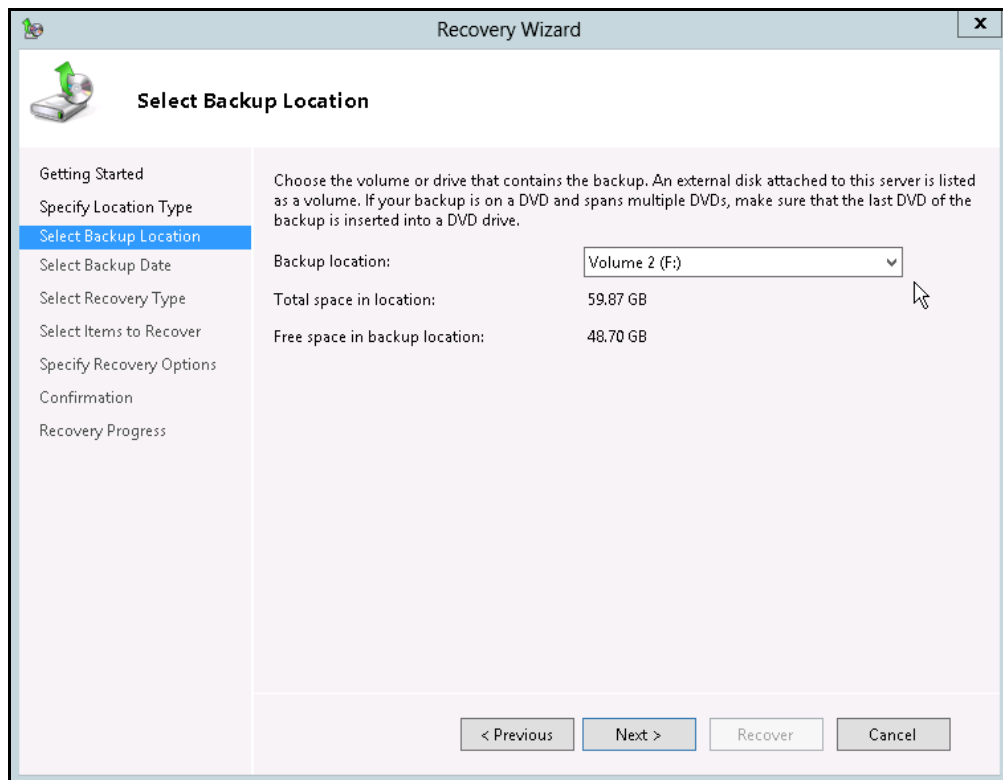 Recovery Wizard
x
Select Backup Location
Getting Started
Specify Location Type
Select Backup Location
Select Backup Date
Select Recovery Type
Select Items to Recover
Specify Recovery Options
Confirmation
Recovery Progress
Choose the volume or drive that contains the backup. An external disk attached to this server is listed
as a volume. If your backup is on a DVD and spans multiple DVDs, make sure that the last DVD of the
backup is inserted into a DVD drive.
Backup location: Volume 2 (F:)
Total space in location: 59.87 GB
Free space in backup location: 48.70 GB
< Previous Next > Recover Cancel